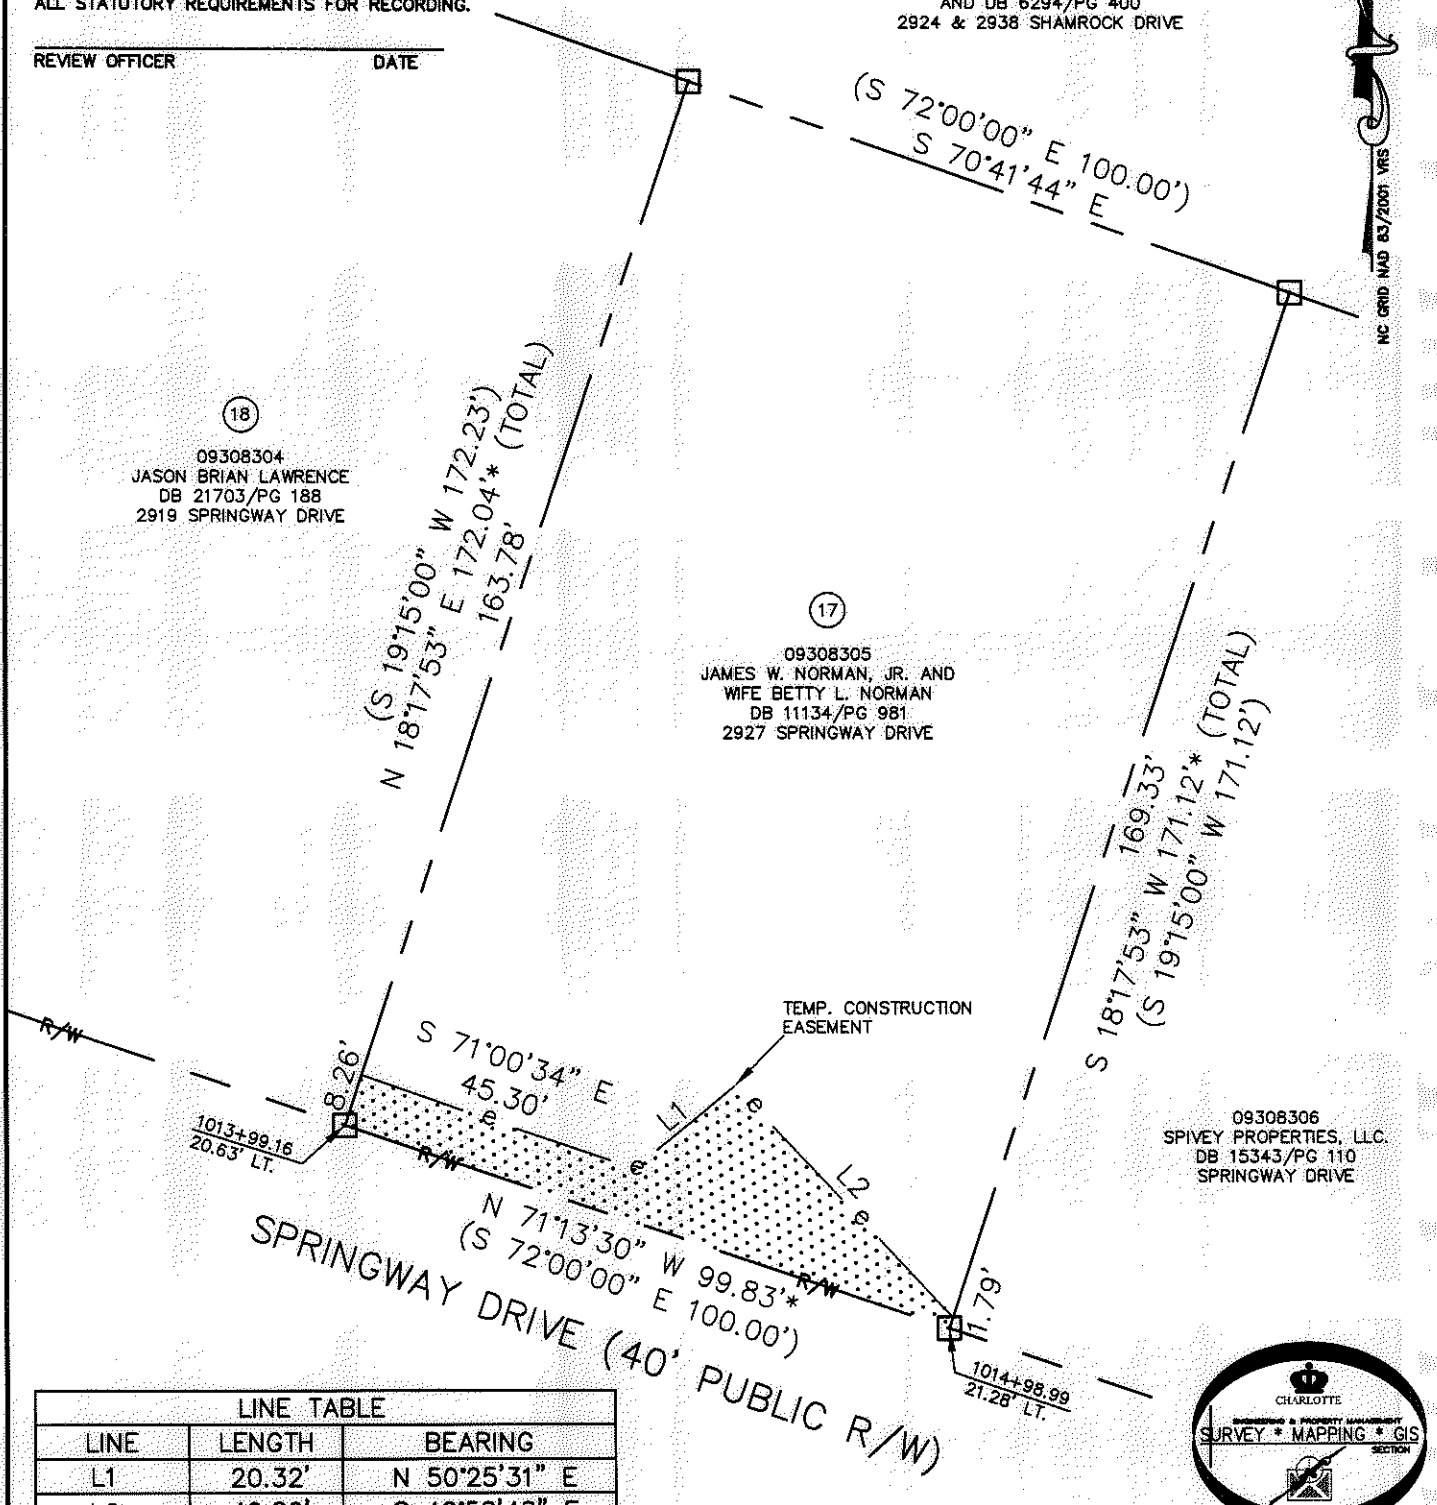 ALL STATUTORY REQUIREMENTS FOR RECORDING.
REVIEW OFFICER DATE
AND DB 6294/PG 400
2924 & 2938 SHAMROCK DRIVE
NC GRID NAD 83/2001 VRS
(S 72°00'00" E 100.00')
S 70°41'44" E
(S 19°15'00" W 172.23')
N 18°17'53" E 172.04'* (TOTAL)
163.78'
18
09308304
JASON BRIAN LAWRENCE
DB 21703/PG 188
2919 SPRINGWAY DRIVE
17
09308305
JAMES W. NORMAN, JR. AND
WIFE BETTY L. NORMAN
DB 11134/PG 981
2927 SPRINGWAY DRIVE
169.33'
S 18°17'53" W 171.12'* (TOTAL)
(S 19°15'00" W 171.12')
TEMP. CONSTRUCTION
EASEMENT
R/W
S 71°00'34" E
45.30'
8.26'
L1
e
e
e
L2
e
1013+99.16
20.63' LT.
R/W
N 71°13'30" W 99.83'*
(S 72°00'00" E 100.00')
R/W
1.79'
1014+98.99
21.28' LT.
09308306
SPIVEY PROPERTIES, LLC.
DB 15343/PG 110
SPRINGWAY DRIVE
SPRINGWAY DRIVE (40' PUBLIC R/W)
LINE TABLE
LINE LENGTH BEARING
L1 20.32' N 50°25'31" E
CHARLOTTE
ENGINEERING & PROPERTY MANAGEMENT
SURVEY * MAPPING * GIS
SECTION